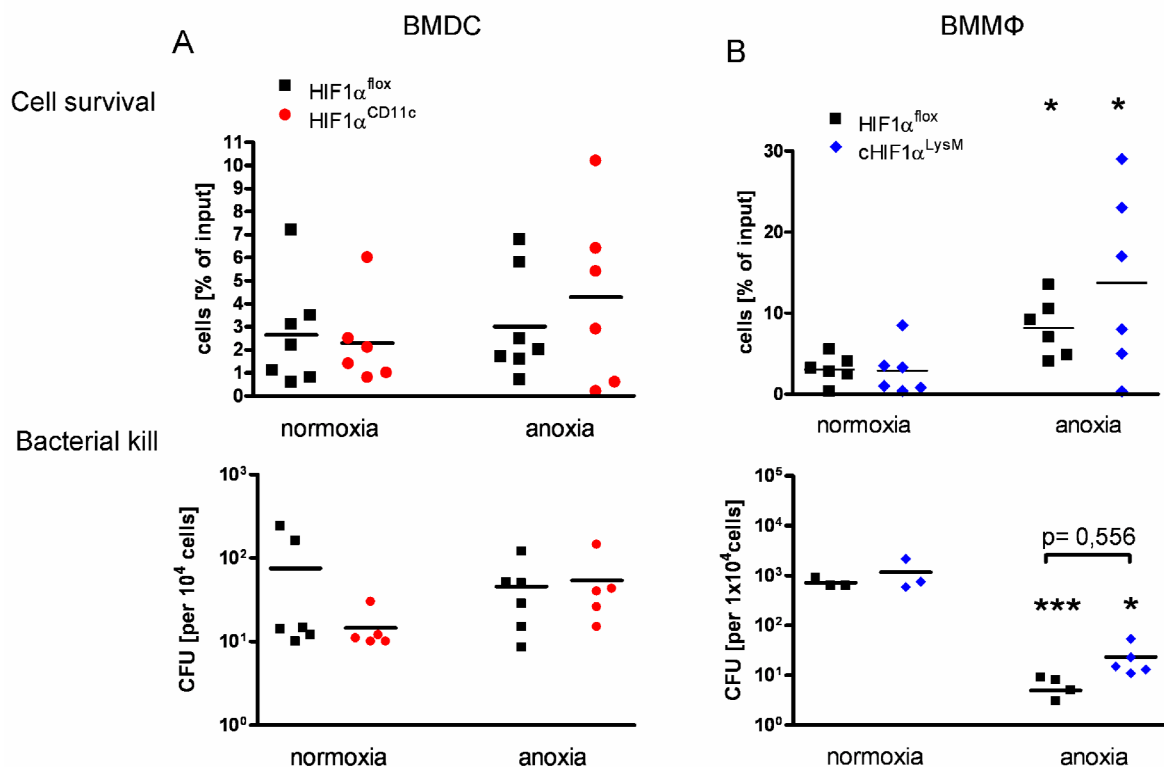 BMDC
BMMΦ
A
B
Cell survival
HIF1α^flox
HIF1α^CD11c
cells [% of input]
11
10
9
8
7
6
5
4
3
2
1
0
normoxia
anoxia
HIF1α^flox
cHIF1α^LysM
* *
cells [% of input]
30
20
10
0
normoxia
anoxia
Bacterial kill
CFU [per 10⁴ cells]
10³
10²
10¹
10⁰
normoxia
anoxia
CFU [per 1x10⁴cells]
10⁵
10⁴
10³
10²
10¹
10⁰
p= 0,556
*** *
normoxia
anoxia